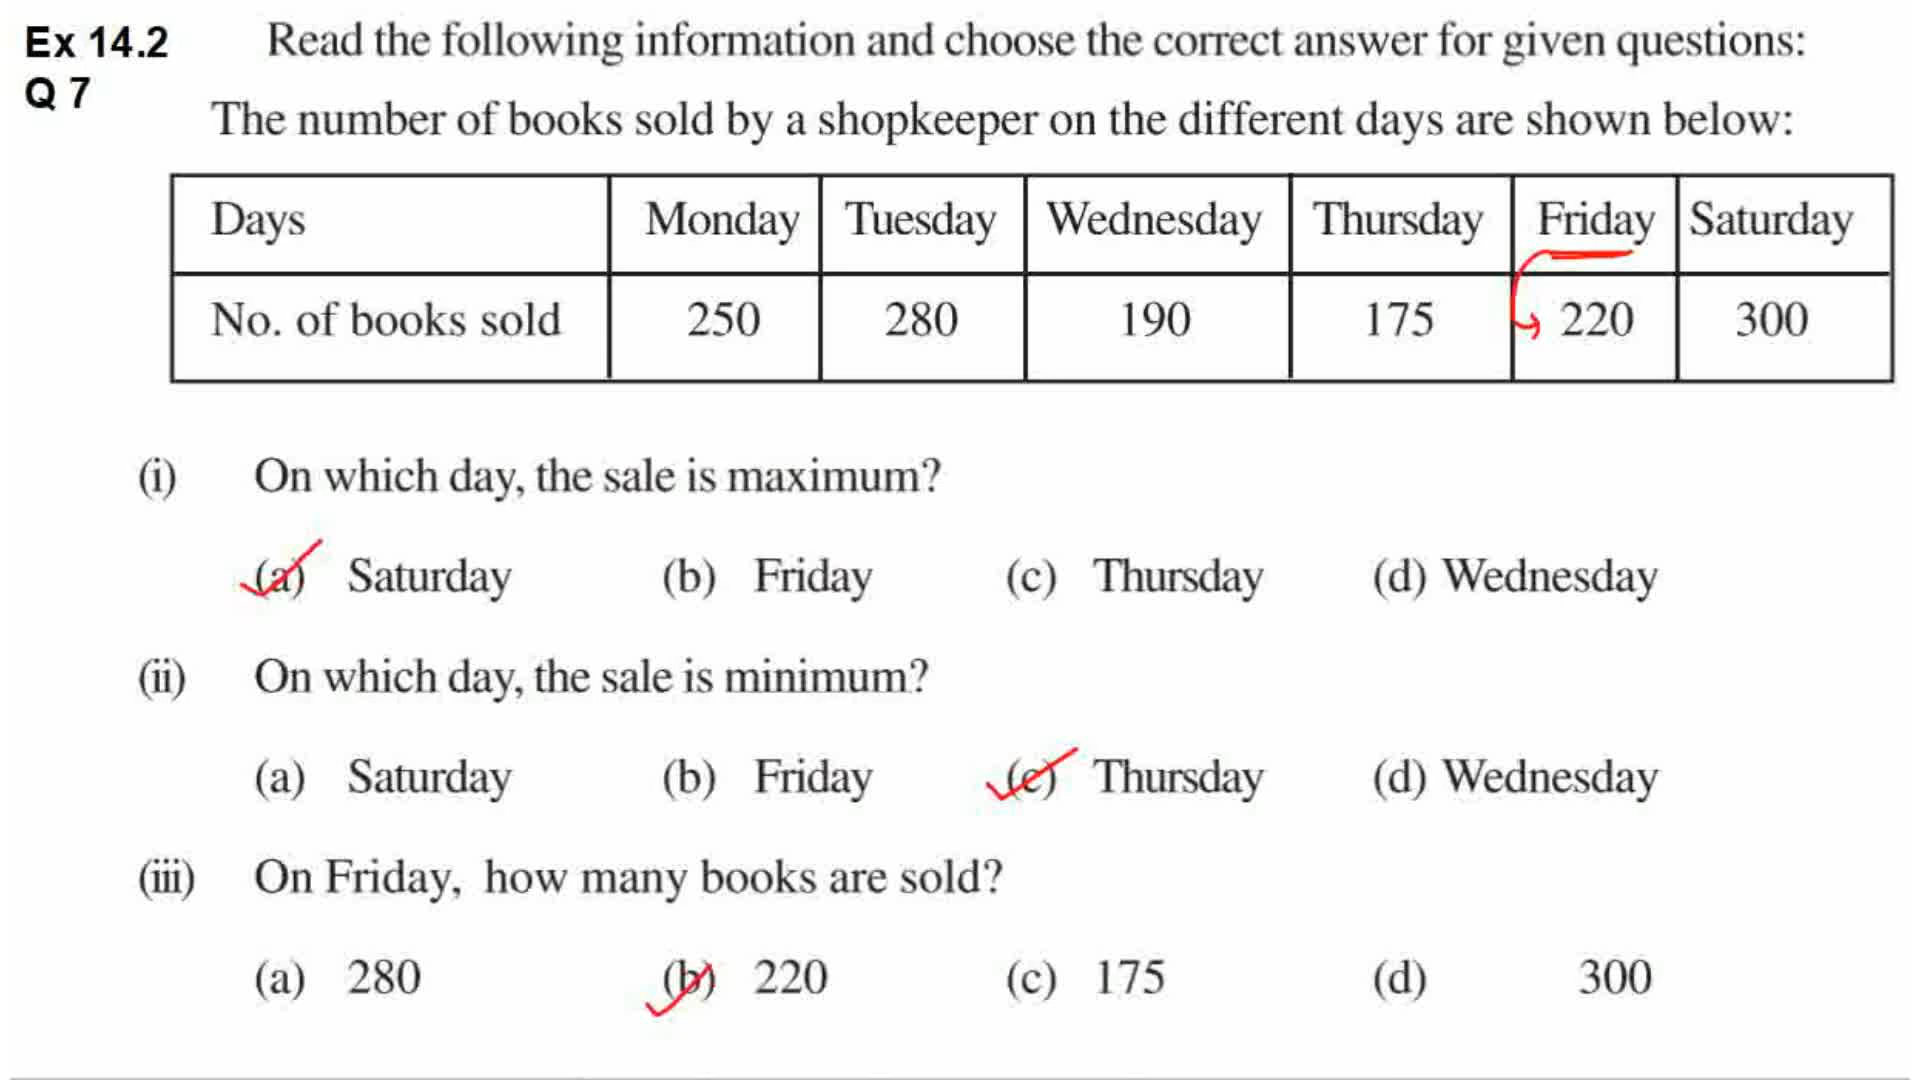 Ex 14.2 Read the following information and choose the correct answer for given questions:
Q 7
The number of books sold by a shopkeeper on the different days are shown below:
Days Monday Tuesday Wednesday Thursday Friday Saturday
No. of books sold 250 280 190 175 220 300
(i) On which day, the sale is maximum?
(a) Saturday (b) Friday (c) Thursday (d) Wednesday
(ii) On which day, the sale is minimum?
(a) Saturday (b) Friday (c) Thursday (d) Wednesday
(iii) On Friday, how many books are sold?
(a) 280 (b) 220 (c) 175 (d) 300